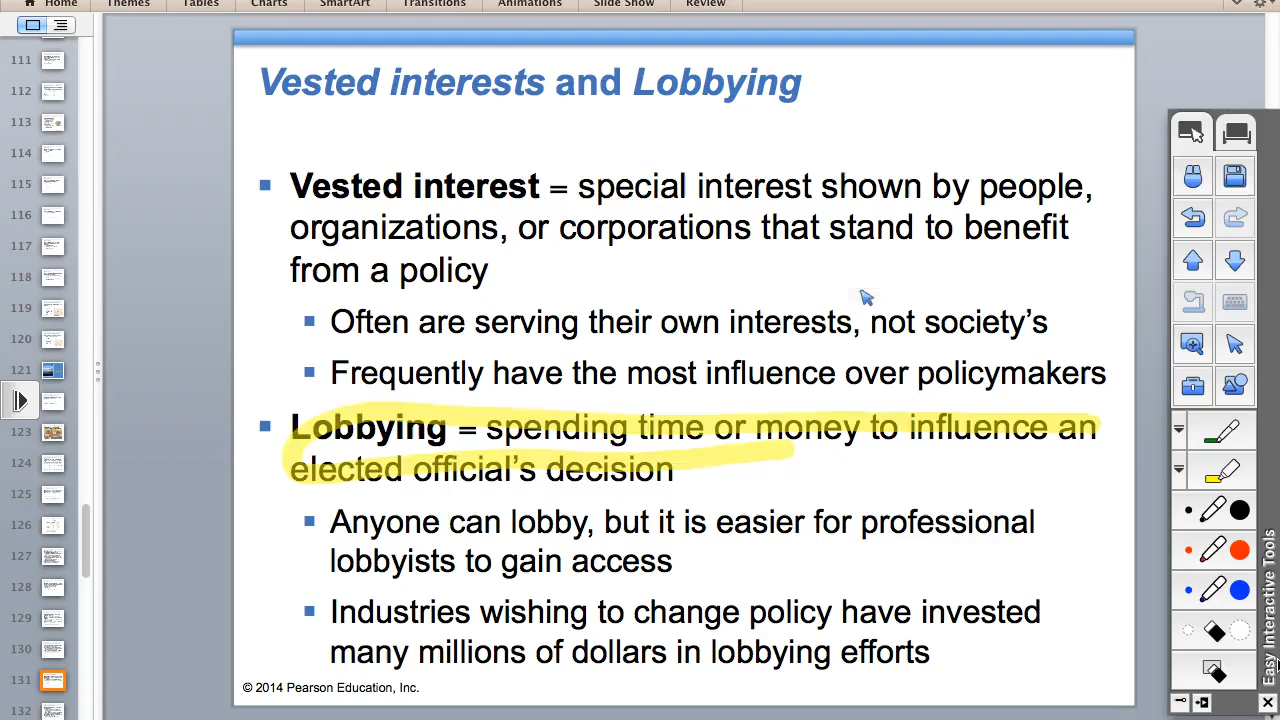 Home Themes Tables Charts SmartArt Transitions Animations Slide Show Review
Vested interests and Lobbying
Vested interest = special interest shown by people,
organizations, or corporations that stand to benefit
from a policy
Often are serving their own interests, not society's
Frequently have the most influence over policymakers
Lobbying = spending time or money to influence an
elected official's decision
Anyone can lobby, but it is easier for professional
lobbyists to gain access
Industries wishing to change policy have invested
many millions of dollars in lobbying efforts
© 2014 Pearson Education, Inc.
111
112
113
114
115
116
117
118
119
120
121
123
124
125
126
127
128
129
130
131
132
Easy Interactive Tools